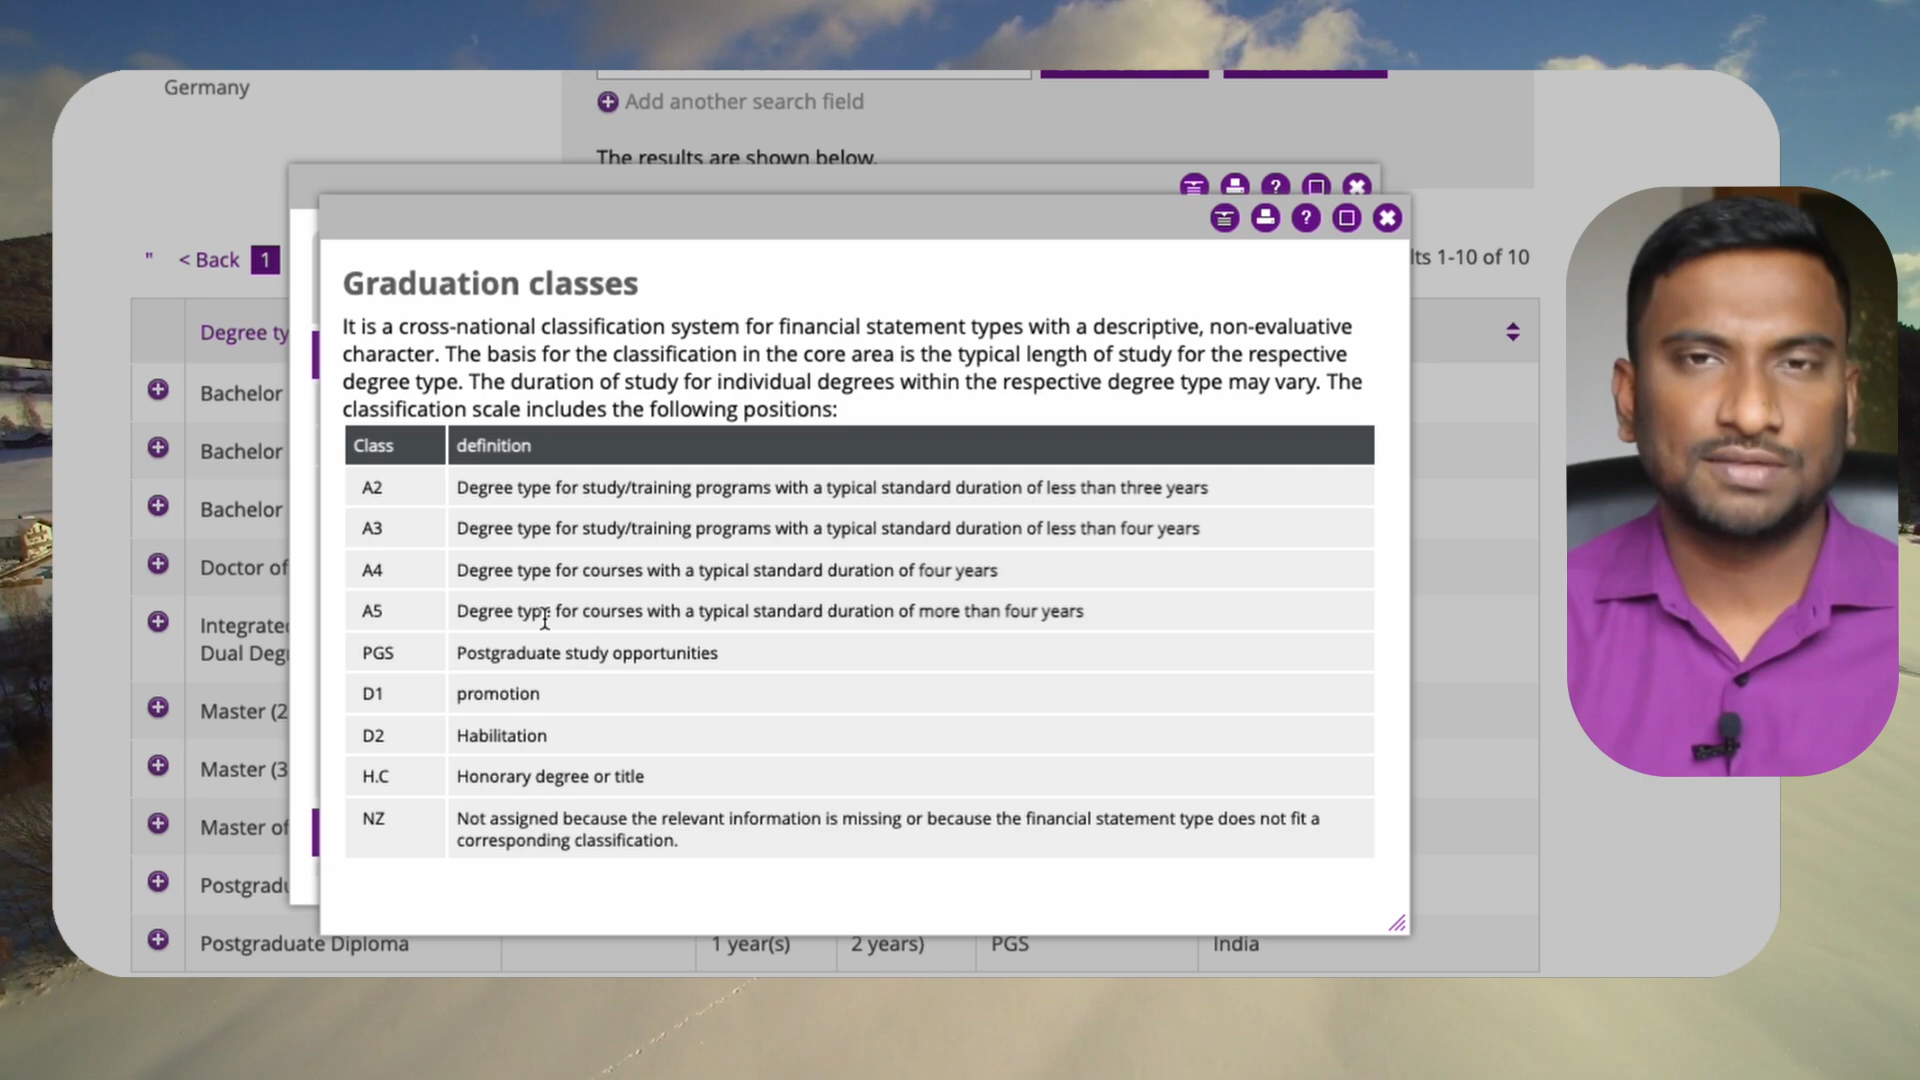 Germany
Add another search field
The results are shown below.
" < Back 1
lts 1-10 of 10
Degree ty
Bachelor
Bachelor
Bachelor
Doctor of
Integrate
Dual Deg
Master (2
Master (3
Master of
Postgradu
Postgraduate Diploma 1 year(s) 2 years) PGS India
Graduation classes
It is a cross-national classification system for financial statement types with a descriptive, non-evaluative
character. The basis for the classification in the core area is the typical length of study for the respective
degree type. The duration of study for individual degrees within the respective degree type may vary. The
classification scale includes the following positions:
Class definition
A2 Degree type for study/training programs with a typical standard duration of less than three years
A3 Degree type for study/training programs with a typical standard duration of less than four years
A4 Degree type for courses with a typical standard duration of four years
A5 Degree type for courses with a typical standard duration of more than four years
PGS Postgraduate study opportunities
D1 promotion
D2 Habilitation
H.C Honorary degree or title
NZ Not assigned because the relevant information is missing or because the financial statement type does not fit a
corresponding classification.